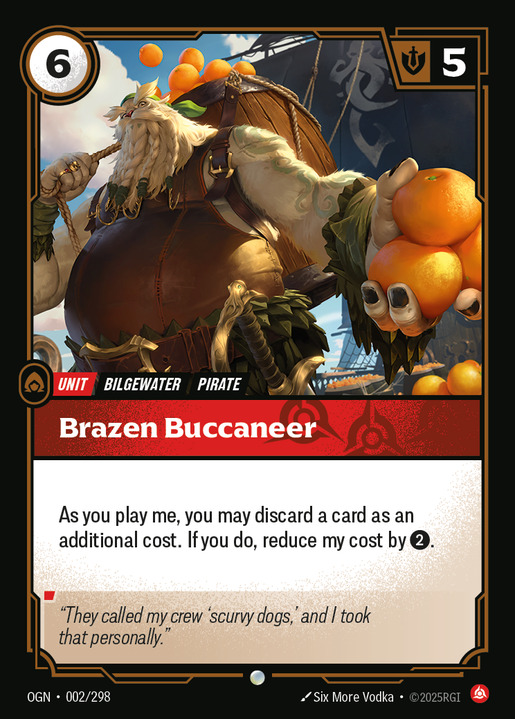 6
5
UNIT BILGEWATER PIRATE
Brazen Buccaneer
As you play me, you may discard a card as an
additional cost. If you do, reduce my cost by 2.
“They called my crew ‘scurvy dogs,’ and I took
that personally.”
OGN • 002/298
Six More Vodka • ©2025RGI